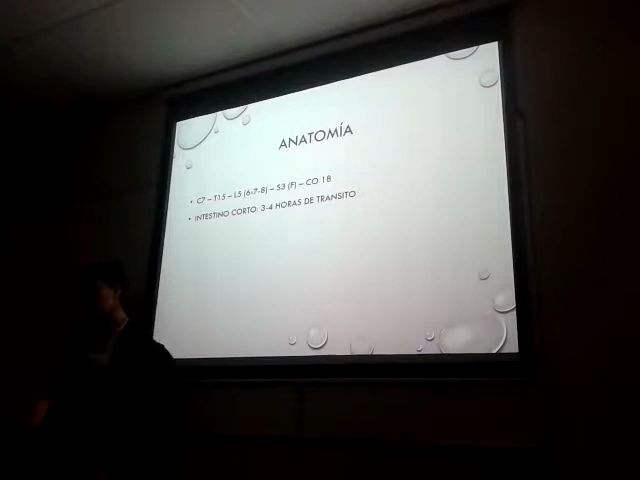 ANATOMÍA
• C7 – T15 – L5 (6-7-8) – S3 (F) – CO 18
• INTESTINO CORTO: 3-4 HORAS DE TRANSITO